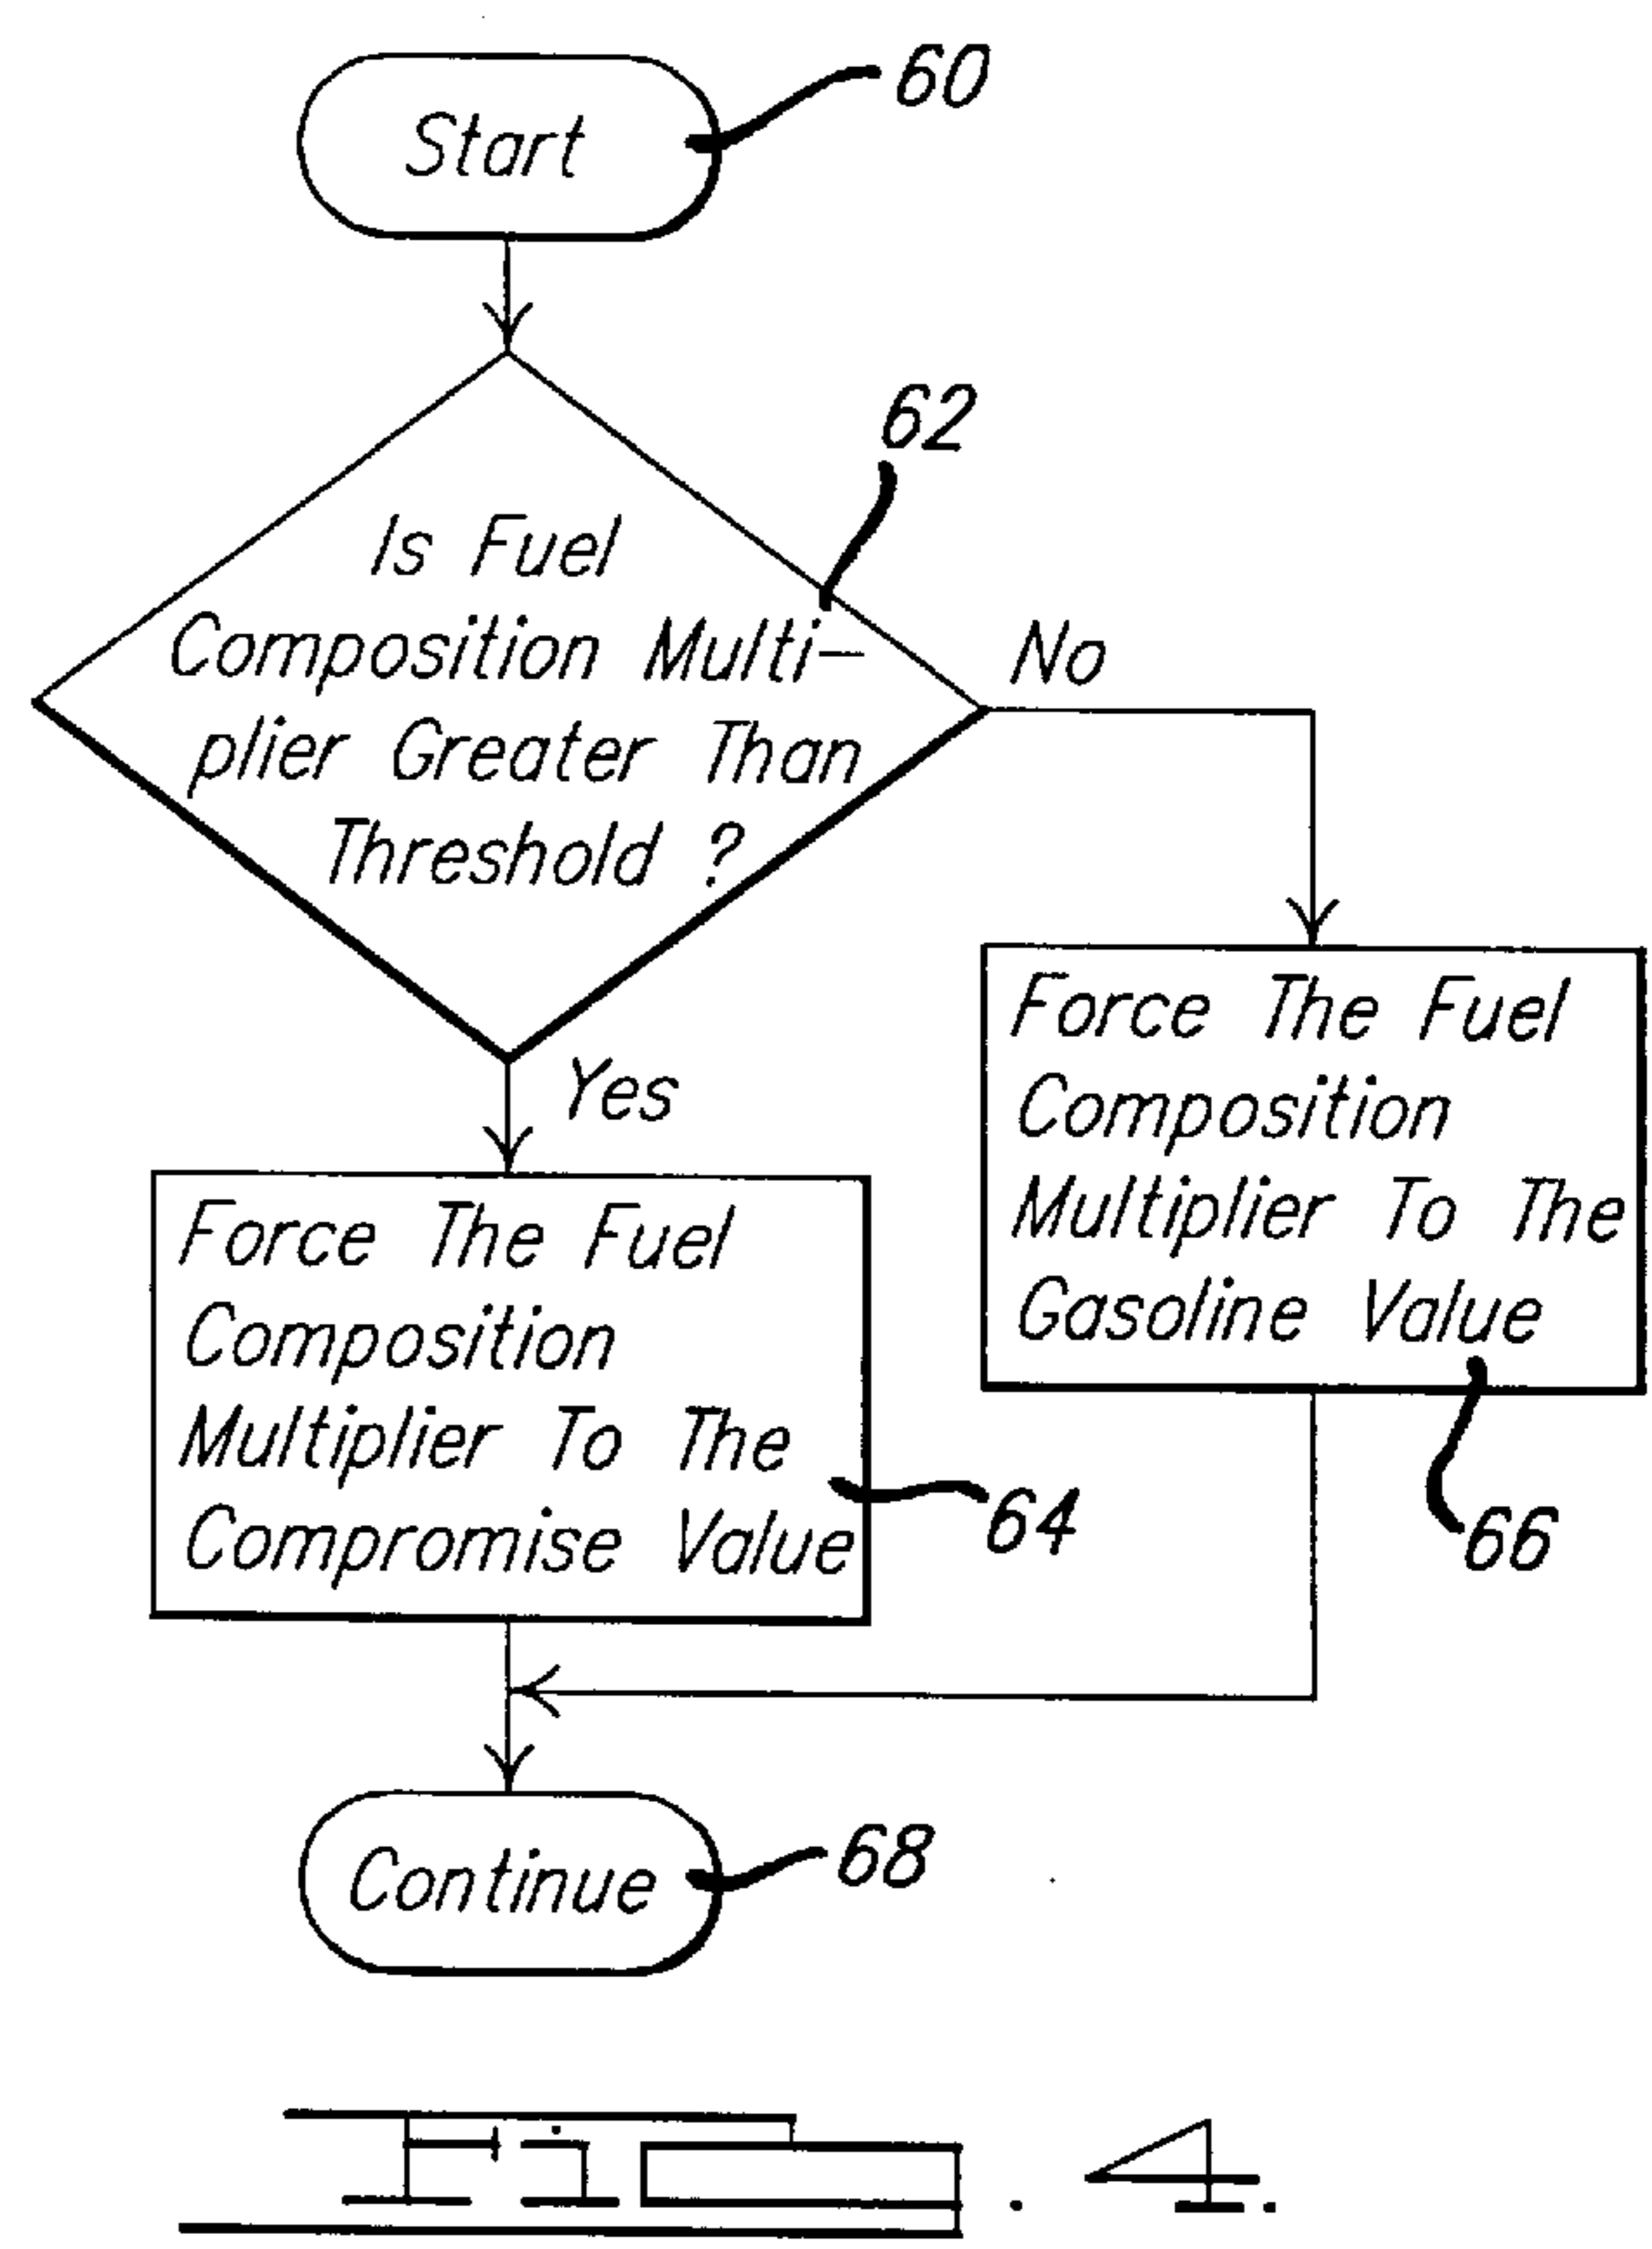 60
Start
62
Is Fuel
Composition Multi-
plier Greater Than
Threshold ?
No
Yes
Force The Fuel
Composition
Multiplier To The
Gasoline Value
66
Force The Fuel
Composition
Multiplier To The
Compromise Value
64
Continue
68
Fig. 4.